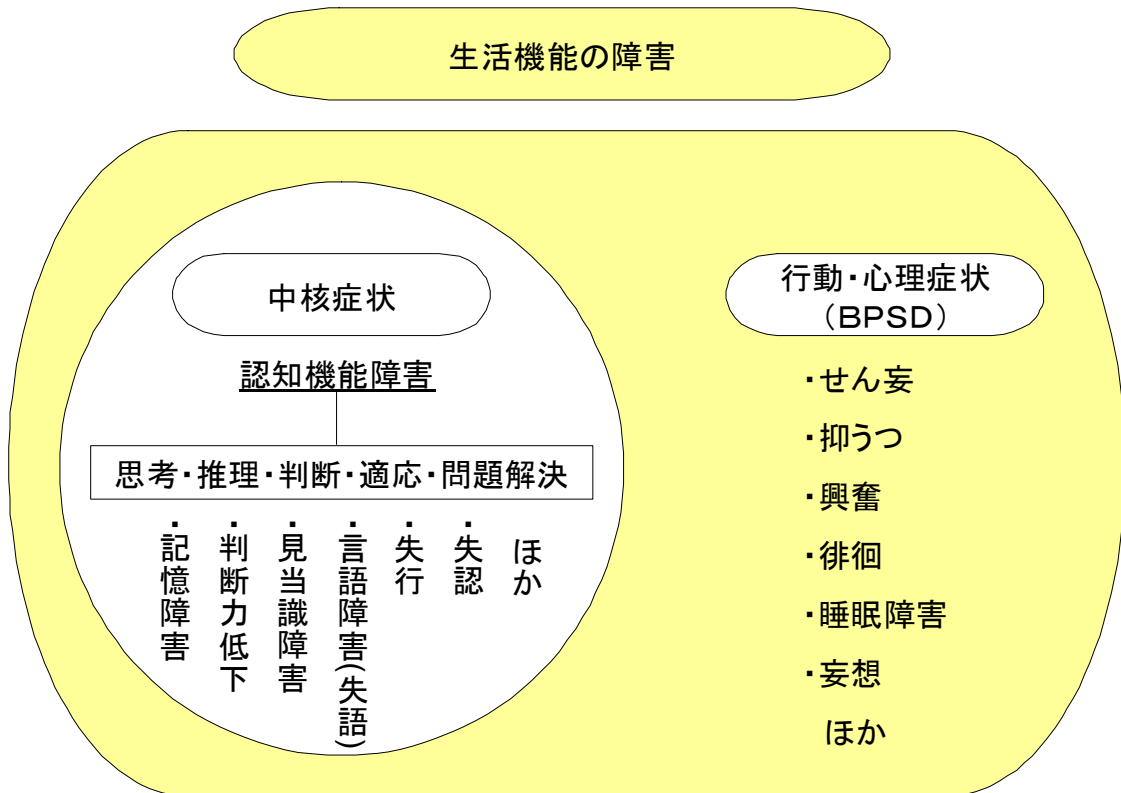 生活機能の障害
中核症状
認知機能障害
思考・推理・判断・適応・問題解決
・記憶障害
・判断力低下
・見当識障害
・言語障害(失語)
・失行
・失認
ほか
行動・心理症状
（ＢＰＳＤ）
・せん妄
・抑うつ
・興奮
・徘徊
・睡眠障害
・妄想
ほか